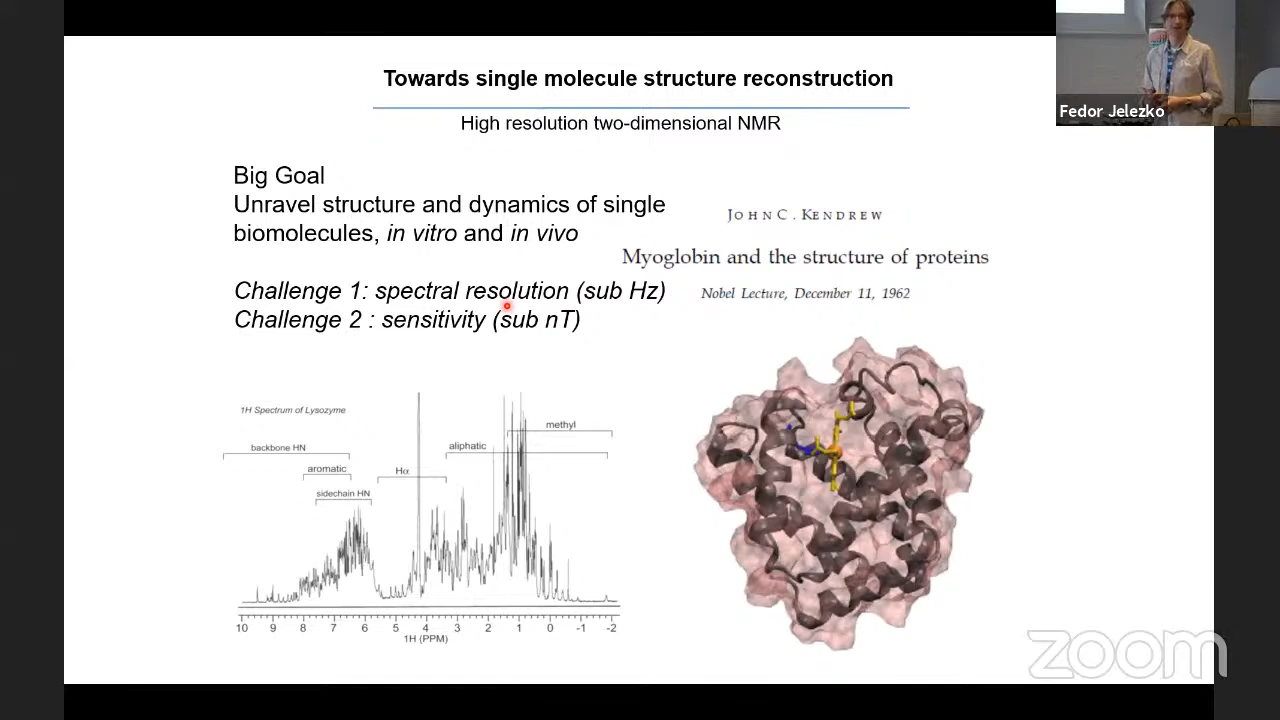 Towards single molecule structure reconstruction
High resolution two-dimensional NMR
Fedor Jelezko
Big Goal
Unravel structure and dynamics of single
biomolecules, in vitro and in vivo
Challenge 1: spectral resolution (sub Hz)
Challenge 2 : sensitivity (sub nT)
JOHN C. KENDREW
Myoglobin and the structure of proteins
Nobel Lecture, December 11, 1962
1H Spectrum of Lysozyme
methyl
backbone HN
aliphatic
aromatic
Hα
sidechain HN
10 9 8 7 6 5 4 3 2 1 0 -1 -2
1H (PPM)
zoom